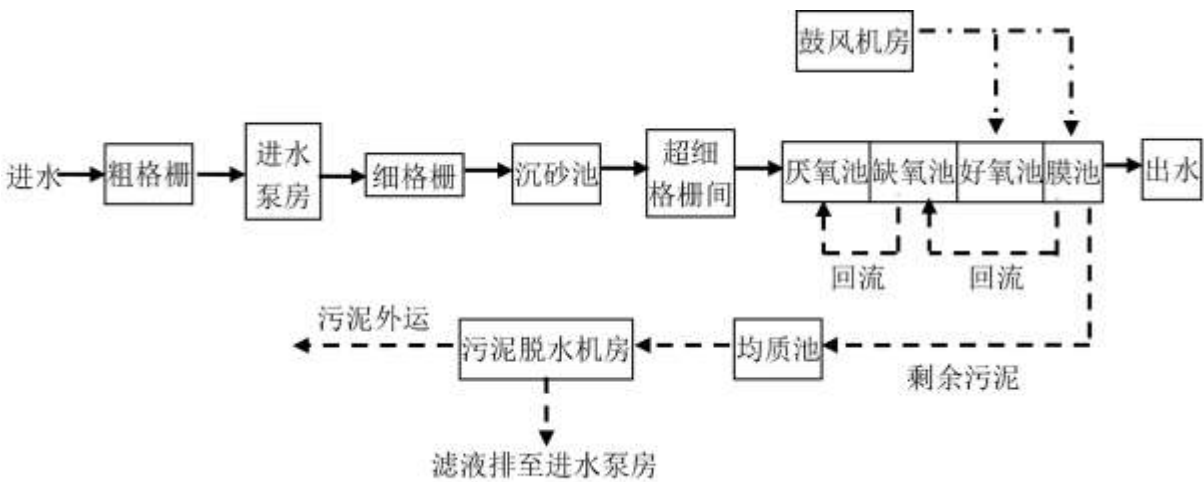 鼓风机房
进水
粗格栅
进水
泵房
细格栅
沉砂池
超细
格栅间
厌氧池
缺氧池
好氧池
膜池
出水
回流
回流
污泥外运
污泥脱水机房
均质池
剩余污泥
滤液排至进水泵房